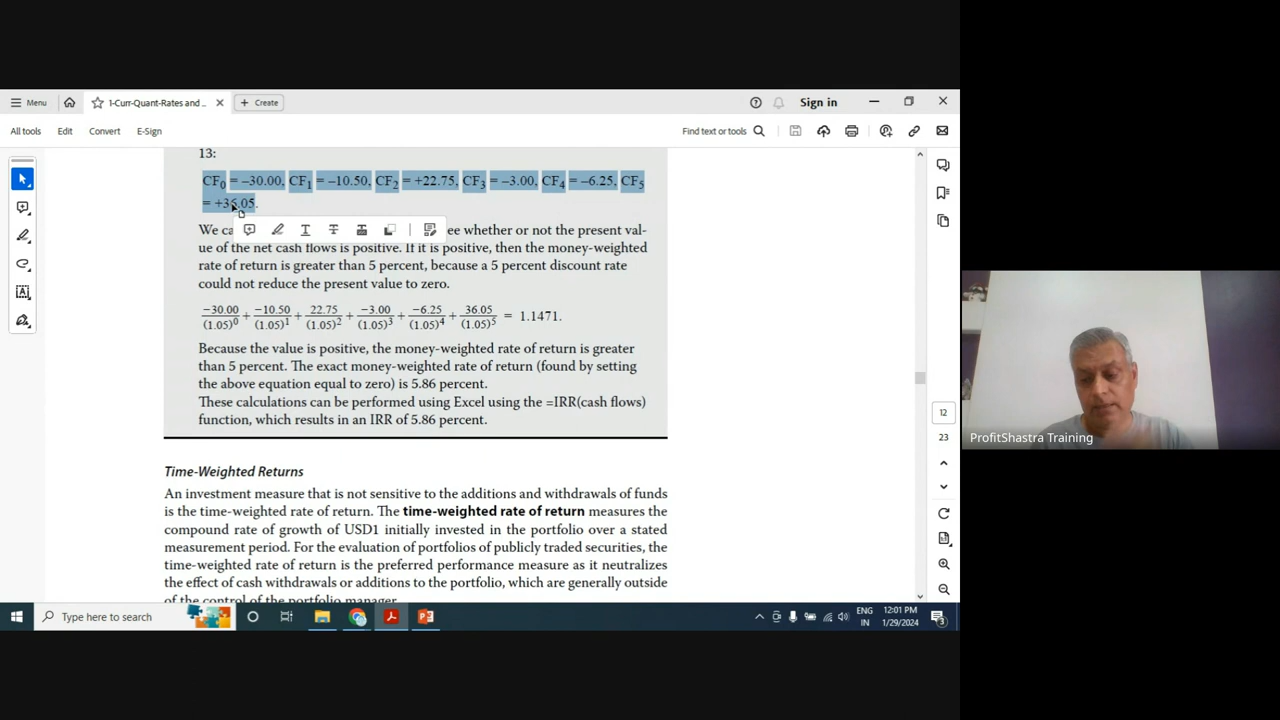 Menu
1-Curr-Quant-Rates and ...
Create
Sign in
All tools Edit Convert E-Sign
Find text or tools
13:
CF0 = –30.00, CF1 = –10.50, CF2 = +22.75, CF3 = –3.00, CF4 = –6.25, CF5
= +36.05.
We ca ee whether or not the present val-
ue of the net cash flows is positive. If it is positive, then the money-weighted
rate of return is greater than 5 percent, because a 5 percent discount rate
could not reduce the present value to zero.
–30.00/(1.05)^0 + –10.50/(1.05)^1 + 22.75/(1.05)^2 + –3.00/(1.05)^3 + –6.25/(1.05)^4 + 36.05/(1.05)^5 = 1.1471.
Because the value is positive, the money-weighted rate of return is greater
than 5 percent. The exact money-weighted rate of return (found by setting
the above equation equal to zero) is 5.86 percent.
These calculations can be performed using Excel using the =IRR(cash flows)
function, which results in an IRR of 5.86 percent.
Time-Weighted Returns
An investment measure that is not sensitive to the additions and withdrawals of funds
is the time-weighted rate of return. The time-weighted rate of return measures the
compound rate of growth of USD1 initially invested in the portfolio over a stated
measurement period. For the evaluation of portfolios of publicly traded securities, the
time-weighted rate of return is the preferred performance measure as it neutralizes
the effect of cash withdrawals or additions to the portfolio, which are generally outside
of the control of the portfolio manager.
12
23
ProfitShastra Training
Type here to search
ENG
IN
12:01 PM
1/29/2024
3